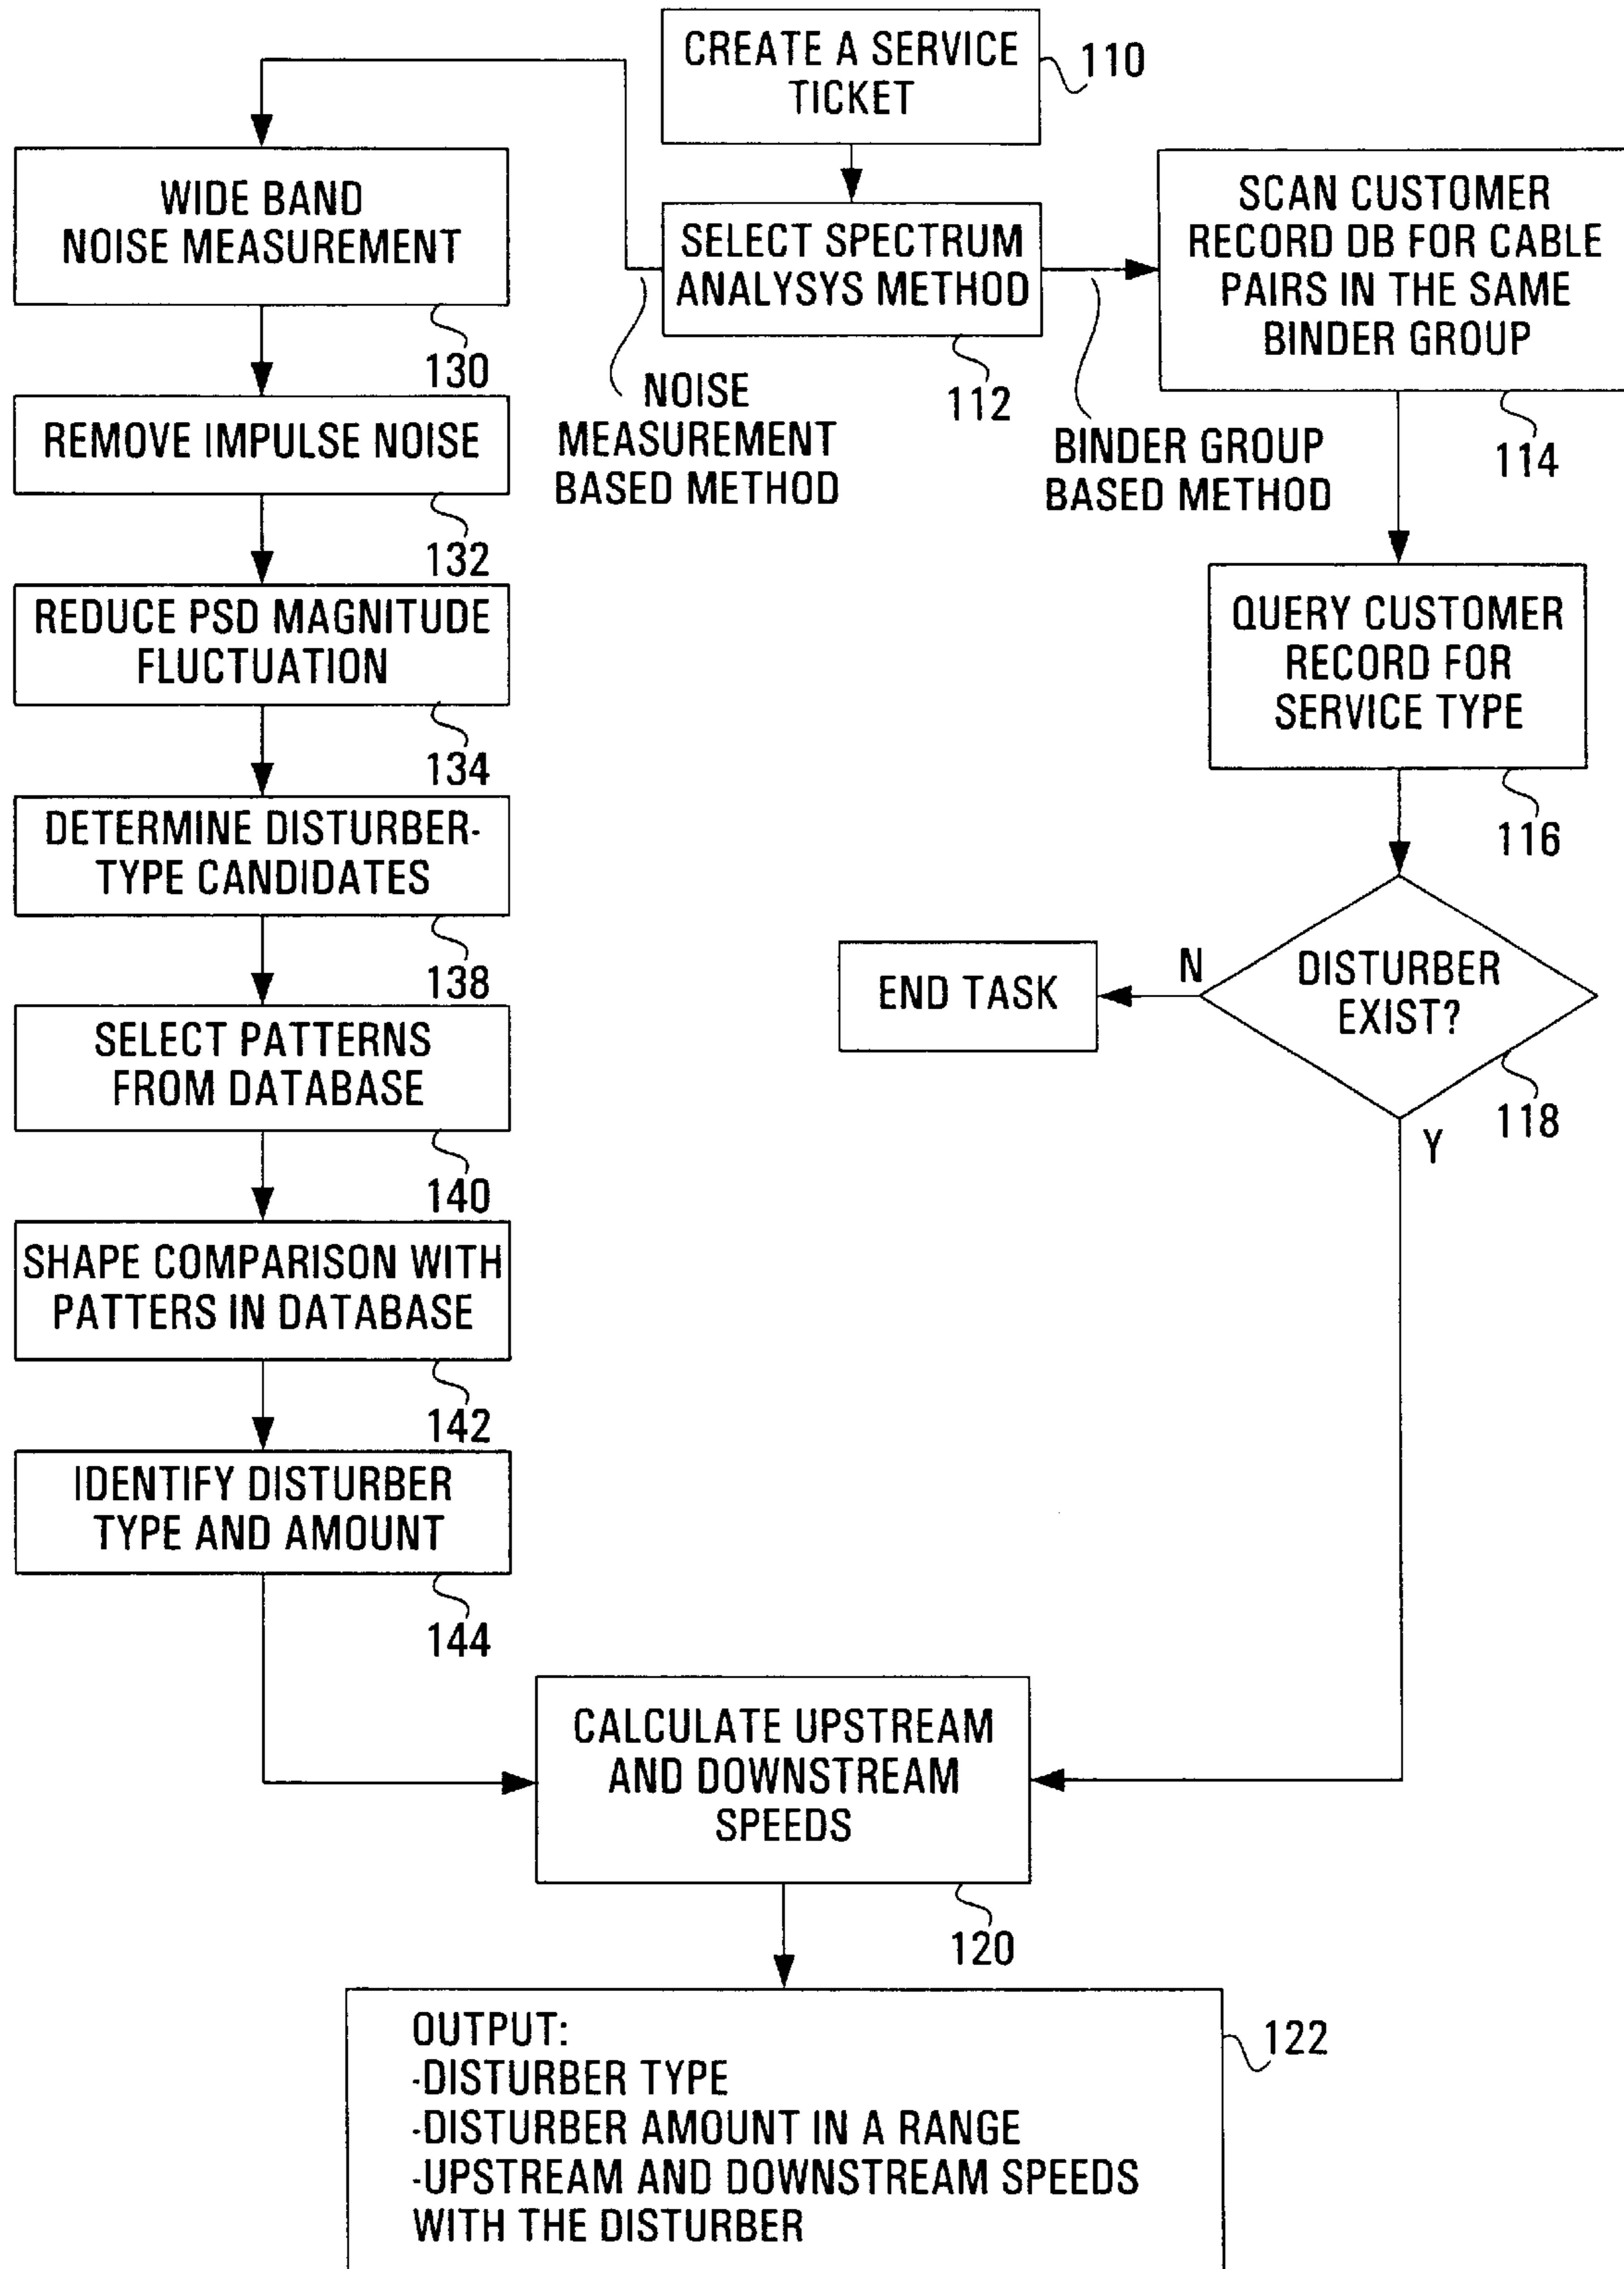 CREATE A SERVICE
TICKET
110
SELECT SPECTRUM
ANALYSYS METHOD
112
NOISE
MEASUREMENT
BASED METHOD
BINDER GROUP
BASED METHOD
WIDE BAND
NOISE MEASUREMENT
130
REMOVE IMPULSE NOISE
132
REDUCE PSD MAGNITUDE
FLUCTUATION
134
DETERMINE DISTURBER-
TYPE CANDIDATES
138
SELECT PATTERNS
FROM DATABASE
140
SHAPE COMPARISON WITH
PATTERS IN DATABASE
142
IDENTIFY DISTURBER
TYPE AND AMOUNT
144
SCAN CUSTOMER
RECORD DB FOR CABLE
PAIRS IN THE SAME
BINDER GROUP
114
QUERY CUSTOMER
RECORD FOR
SERVICE TYPE
116
DISTURBER
EXIST?
118
N
END TASK
Y
CALCULATE UPSTREAM
AND DOWNSTREAM
SPEEDS
120
OUTPUT:
-DISTURBER TYPE
-DISTURBER AMOUNT IN A RANGE
-UPSTREAM AND DOWNSTREAM SPEEDS
WITH THE DISTURBER
122